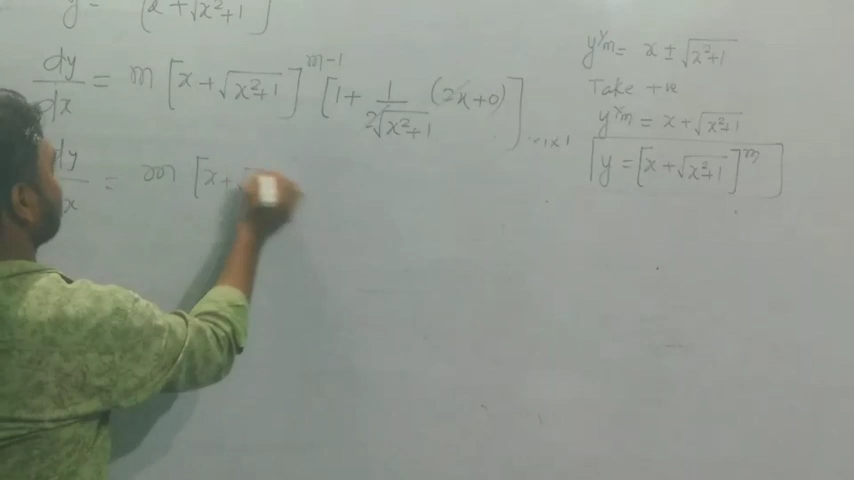 y = [x + √x²+1]
dy/dx = m [x + √x²+1]^m-1 [1 + 1/2√x²+1 (2x+0)]
dy/dx = m [x +
y^1/m = x ± √x²+1
Take +ve
y^1/m = x + √x²+1
y = [x + √x²+1]^m